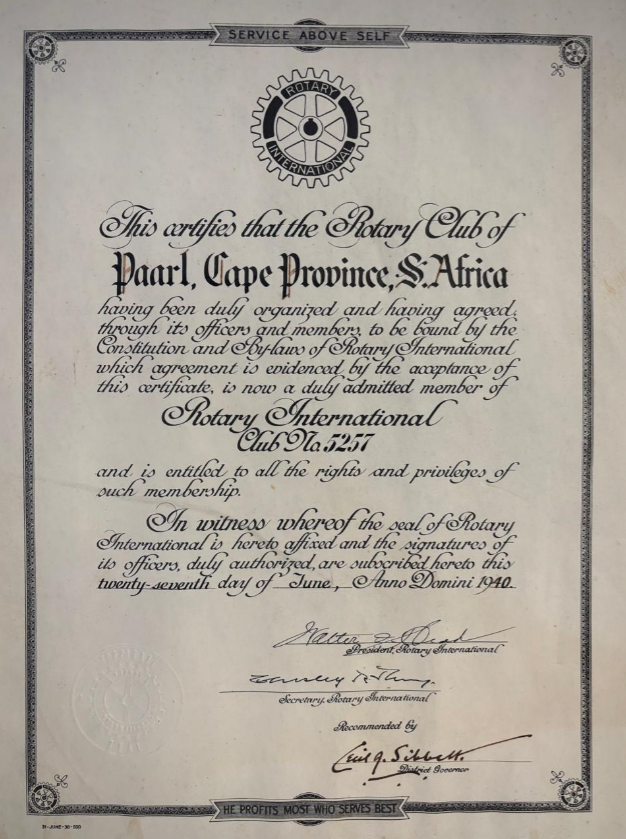 SERVICE ABOVE SELF
ROTARY
INTERNATIONAL
This certifies that the Rotary Club of
Paarl, Cape Province, S. Africa
having been duly organized and having agreed,
through its officers and members, to be bound by the
Constitution and By-laws of Rotary International
which agreement is evidenced by the acceptance of
this certificate, is now a duly admitted member of
Rotary International
Club No. 5257
and is entitled to all the rights and privileges of
such membership.
In witness whereof the seal of Rotary
International is hereto affixed and the signatures of
its officers, duly authorized, are subscribed hereto this
twenty-seventh day of June, Anno Domini 1940.
Walter D. Head
President, Rotary International
Secretary, Rotary International
Recommended by
Cecil J. Sibbett
District Governor
HE PROFITS MOST WHO SERVES BEST